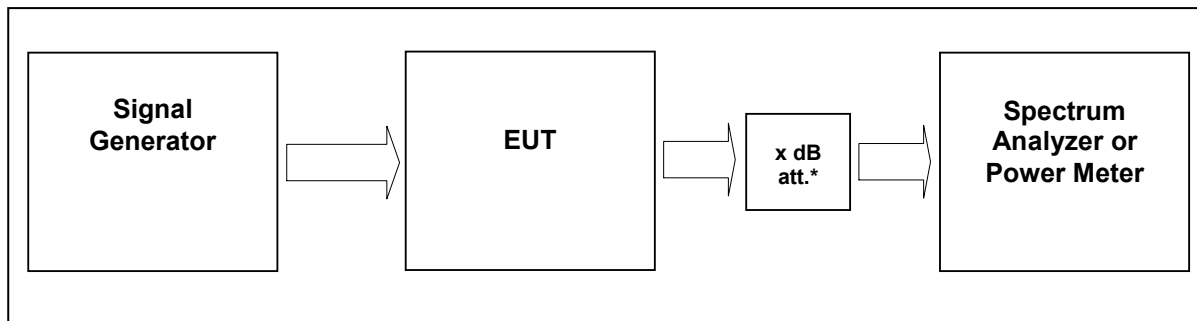 Signal
Generator
EUT
x dB
att.*
Spectrum
Analyzer or
Power Meter